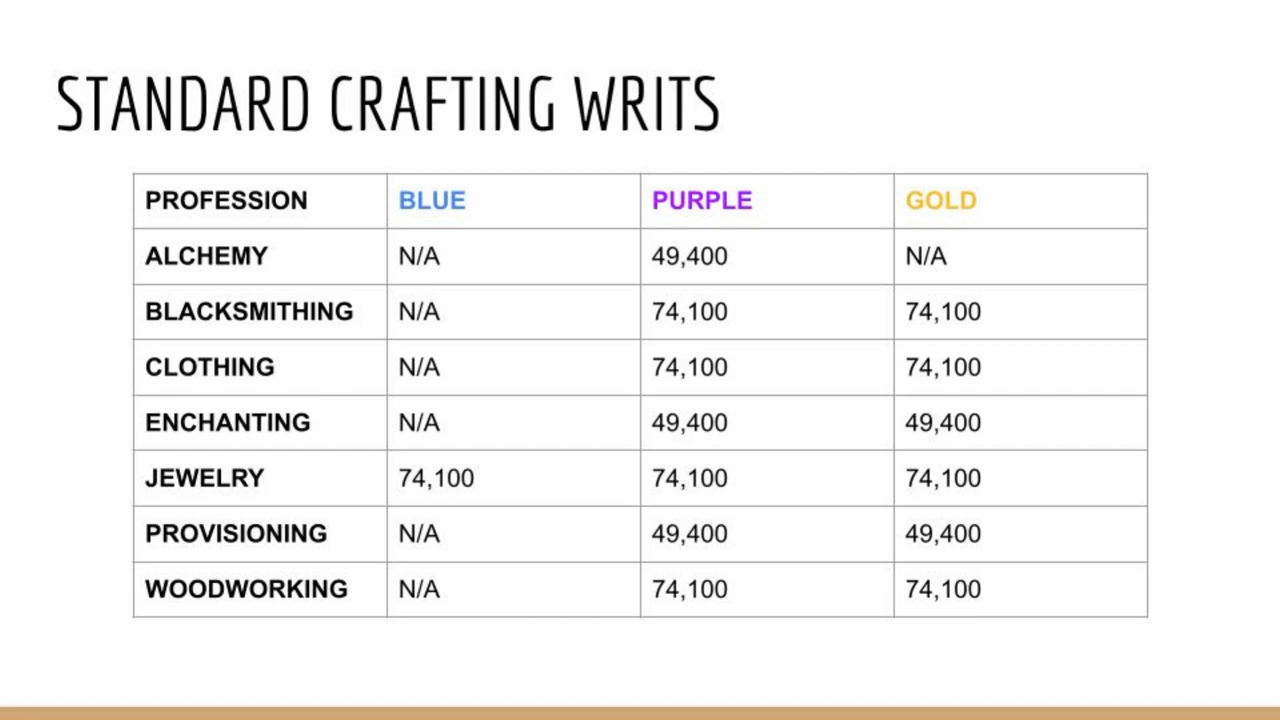 STANDARD CRAFTING WRITS
PROFESSION BLUE PURPLE GOLD
ALCHEMY N/A 49,400 N/A
BLACKSMITHING N/A 74,100 74,100
CLOTHING N/A 74,100 74,100
ENCHANTING N/A 49,400 49,400
JEWELRY 74,100 74,100 74,100
PROVISIONING N/A 49,400 49,400
WOODWORKING N/A 74,100 74,100